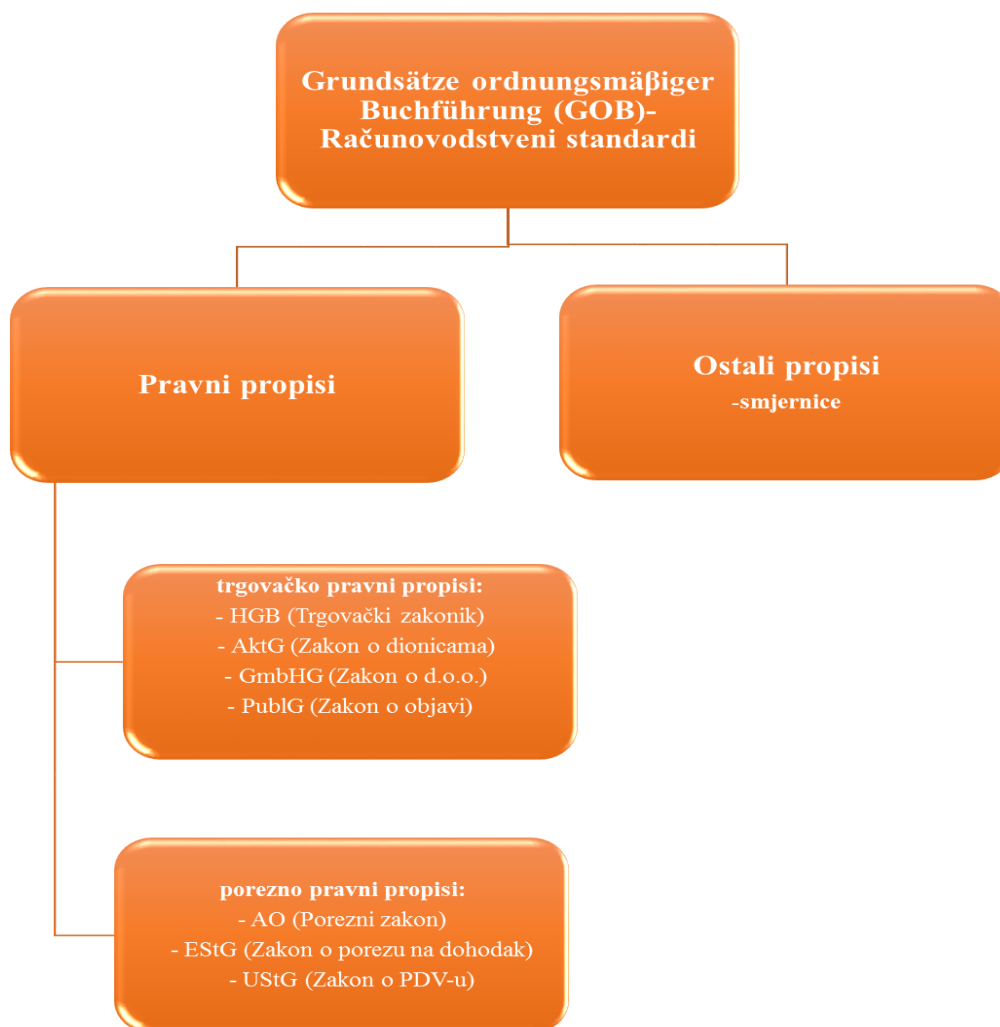 Grundsätze ordnungsmäβiger
Buchführung (GOB)-
Računovodstveni standardi
Pravni propisi
Ostali propisi
-smjernice
trgovačko pravni propisi:
- HGB (Trgovački zakonik)
- AktG (Zakon o dionicama)
- GmbHG (Zakon o d.o.o.)
- PublG (Zakon o objavi)
porezno pravni propisi:
- AO (Porezni zakon)
- EStG (Zakon o porezu na dohodak)
- UStG (Zakon o PDV-u)